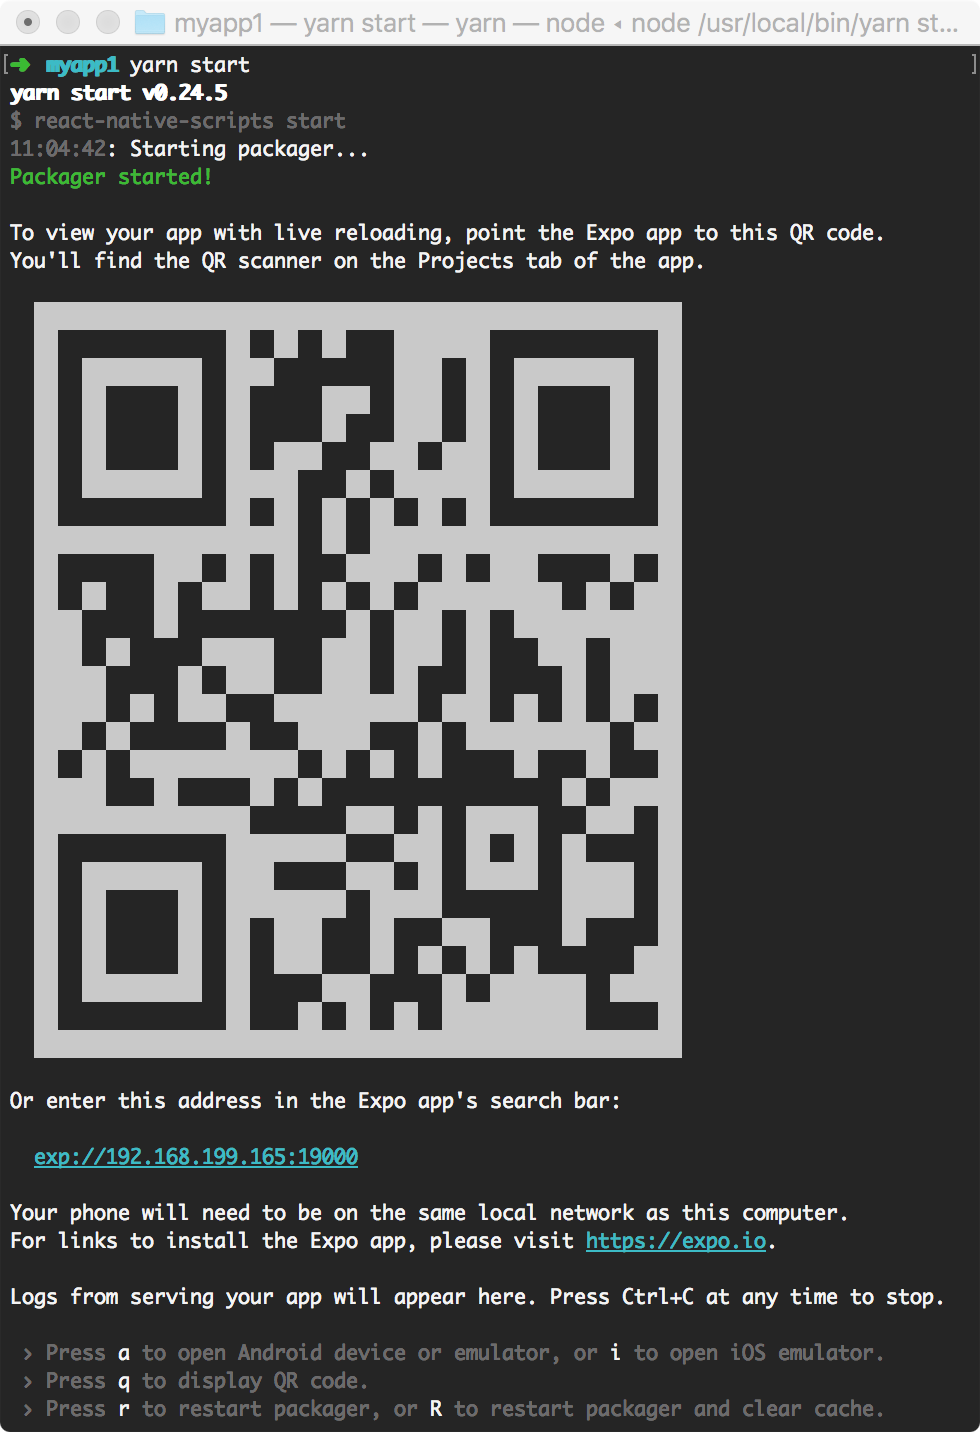 myapp1 — yarn start — yarn — node ◂ node /usr/local/bin/yarn st...
[➜ myapp1 yarn start ]
yarn start v0.24.5
$ react-native-scripts start
11:04:42: Starting packager...
Packager started!
To view your app with live reloading, point the Expo app to this QR code.
You'll find the QR scanner on the Projects tab of the app.
Or enter this address in the Expo app's search bar:
exp://192.168.199.165:19000
Your phone will need to be on the same local network as this computer.
For links to install the Expo app, please visit https://expo.io.
Logs from serving your app will appear here. Press Ctrl+C at any time to stop.
› Press a to open Android device or emulator, or i to open iOS emulator.
› Press q to display QR code.
› Press r to restart packager, or R to restart packager and clear cache.